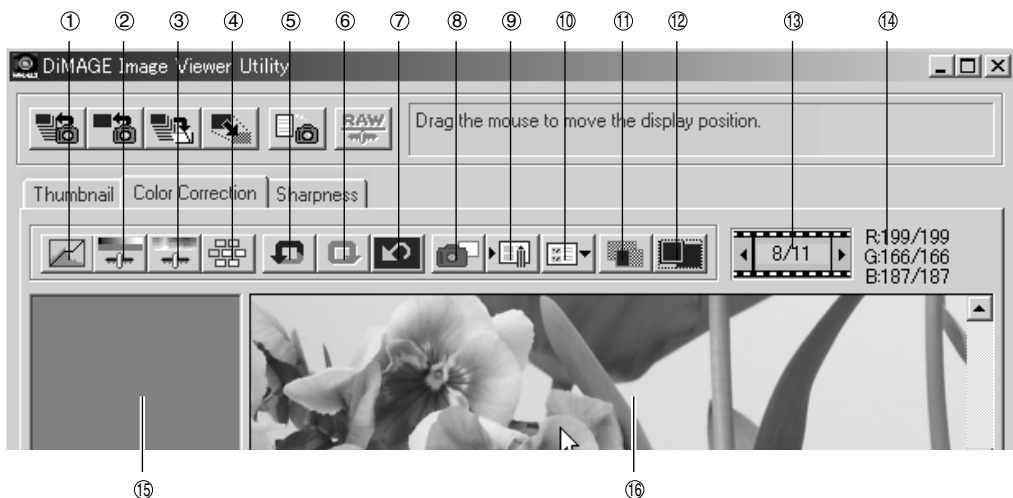 ① ② ③ ④ ⑤ ⑥ ⑦ ⑧ ⑨ ⑩ ⑪ ⑫ ⑬ ⑭
DiMAGE Image Viewer Utility
RAW
Drag the mouse to move the display position.
Thumbnail Color Correction Sharpness
8/11
R:199/199
G:166/166
B:187/187
⑮ ⑯